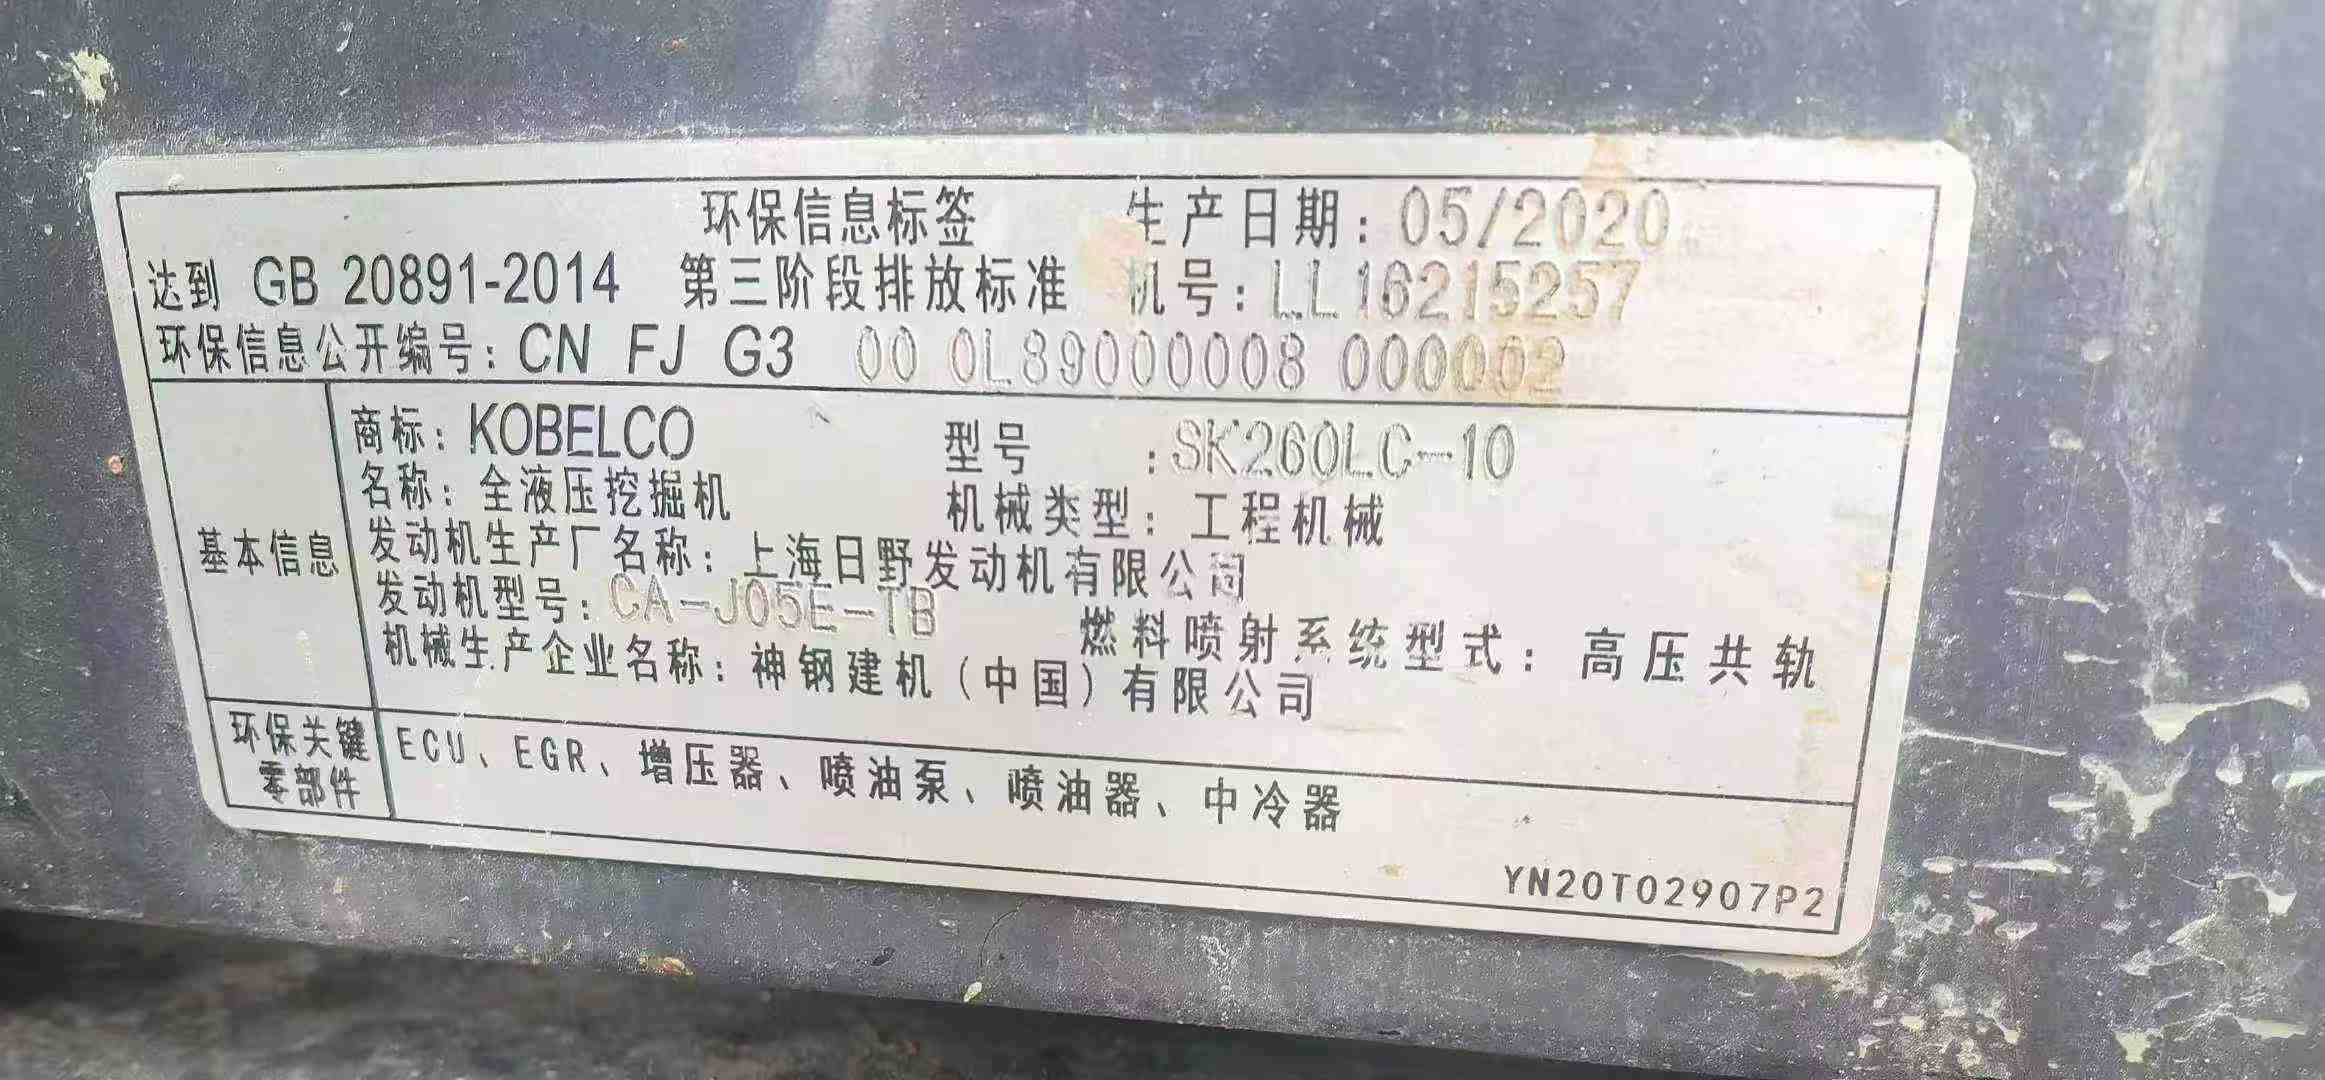 环保信息标签 生产日期：05/2020
达到 GB 20891-2014 第三阶段排放标准 机号：LL16215257
环保信息公开编号：CN FJ G3 00 0L89000008 000002
基本信息
商标：KOBELCO 型号：SK260LC-10
名称：全液压挖掘机 机械类型：工程机械
发动机生产厂名称：上海日野发动机有限公司
发动机型号：CA-J05E-TB 燃料喷射系统型式：高压共轨
机械生产企业名称：神钢建机（中国）有限公司
环保关键
零部件
ECU、EGR、增压器、喷油泵、喷油器、中冷器
YN20T02907P2